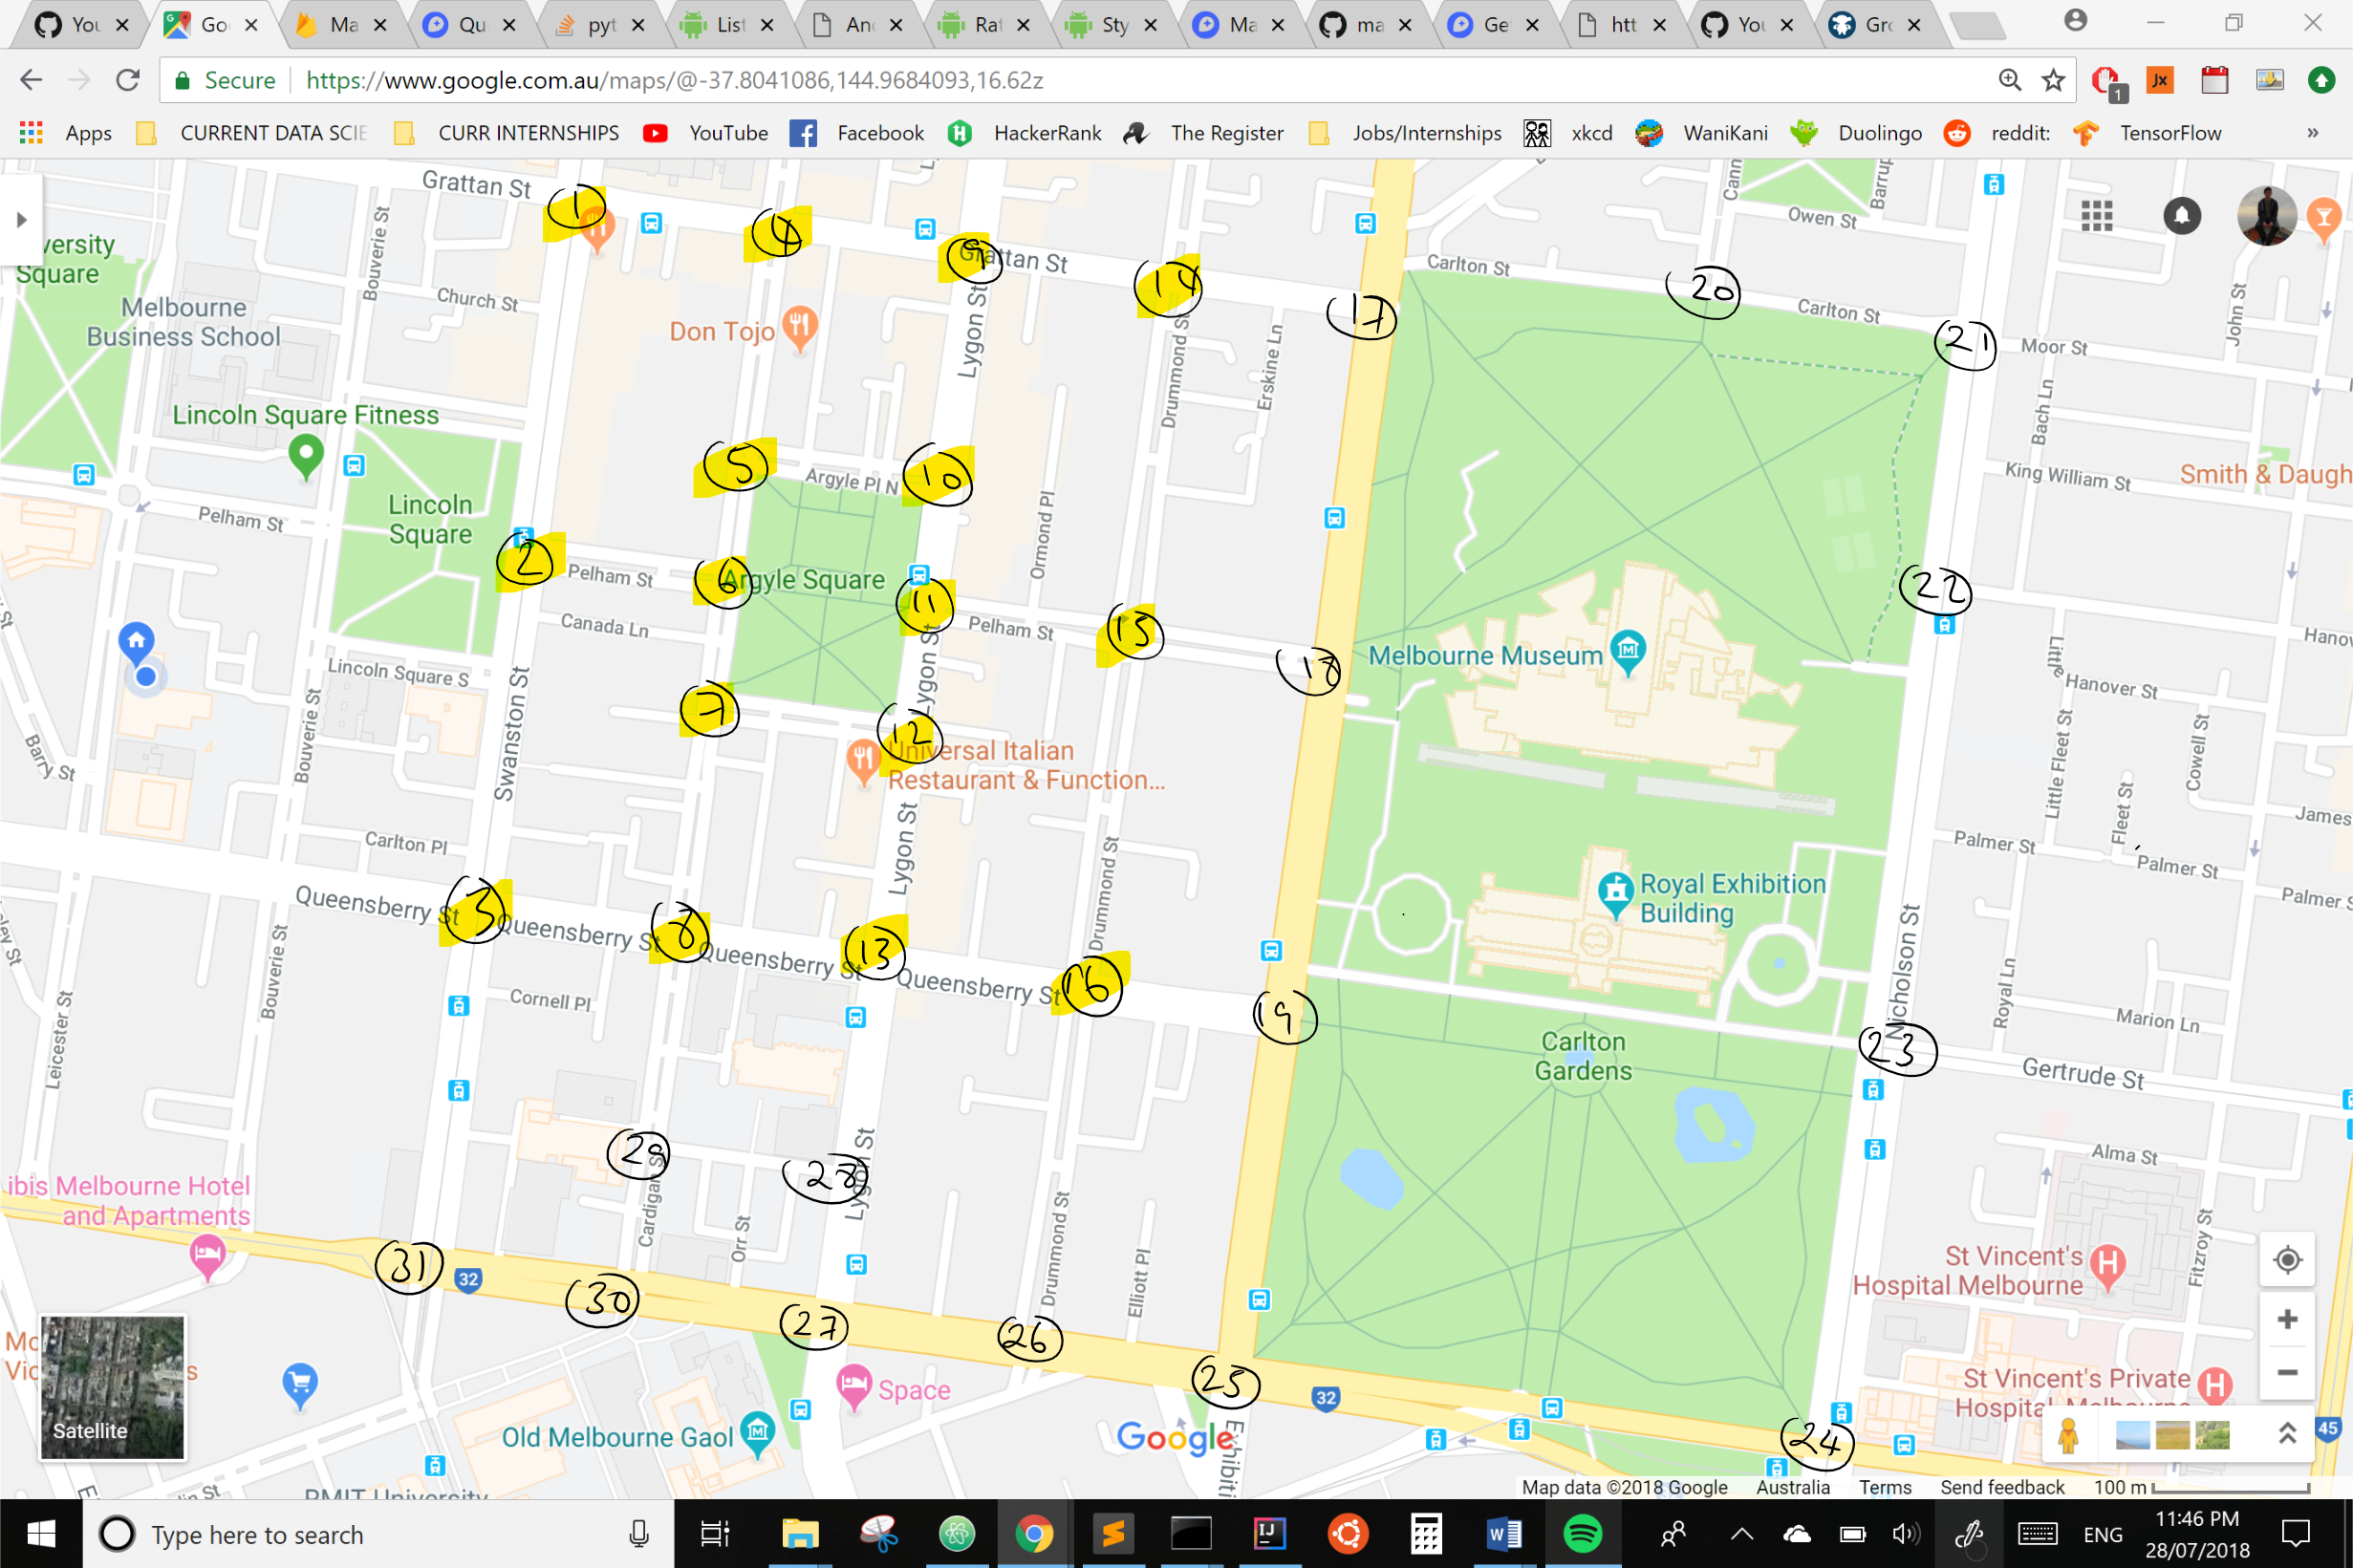 You
Go
Ma
Qu
pyt
List
An
Rat
Sty
Ma
ma
Ge
htt
You
Gr
Secure
https://www.google.com.au/maps/@-37.8041086,144.9684093,16.62z
1
Jx
Apps
CURRENT DATA SCIE
CURR INTERNSHIPS
YouTube
Facebook
HackerRank
The Register
Jobs/Internships
xkcd
WaniKani
Duolingo
reddit:
TensorFlow
»
Grattan St
1
4
9
Grattan St
14
17
Carlton St
20
Carlton St
21
Owen St
Cann
Barrup
Moor St
John St
versity
Square
Bouverie St
Church St
Melbourne
Business School
Don Tojo
Lygon St
Drummond St
Erskine Ln
Bach Ln
Lincoln Square Fitness
5
Argyle Pl N
10
King William St
Smith & Daugh
Pelham St
Lincoln
Square
2
Pelham St
6
Argyle Square
11
Ormond Pl
22
Canada Ln
Pelham St
15
18
Melbourne Museum
Hanov
Little
Hanover St
Lincoln Square S
Lygon St
7
12
Universal Italian
Restaurant & Function...
Swanston St
Bouverie St
Barry St
Little Fleet St
Cowell St
Fleet St
James
Carlton Pl
Lygon St
Drummond St
Palmer St
Palmer St
Palmer S
Royal Exhibition
Building
Queensberry St
3
Queensberry St
8
Queensberry St
13
Queensberry St
16
19
Nicholson St
Royal Ln
Leicester St
Bouverie St
Cornell Pl
Carlton
Gardens
23
Marion Ln
Gertrude St
29
28
Cardigan St
Orr St
Lygon St
Drummond St
Elliott Pl
Alma St
Fitzroy St
ibis Melbourne Hotel
and Apartments
31
32
30
27
26
25
32
24
St Vincent's
Hospital Melbourne
H
St Vincent's Private
Hospital Melbourne
H
Satellite
Space
Old Melbourne Gaol
Google
Exhibiti
45
RMIT University
Map data ©2018 Google
Australia
Terms
Send feedback
100 m
Type here to search
ENG
11:46 PM
28/07/2018